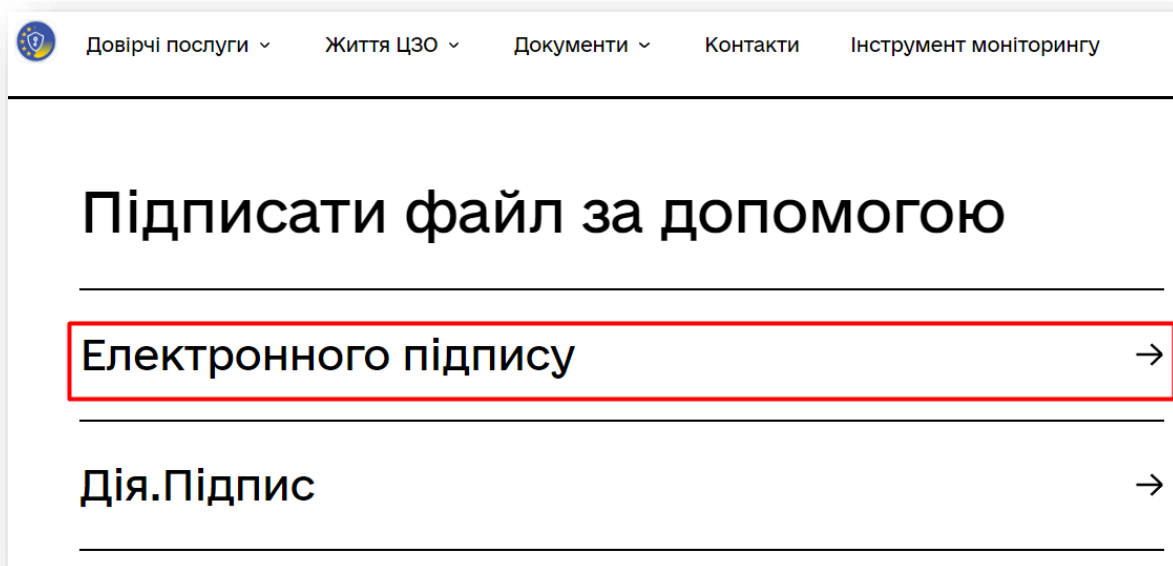 Довірчі послуги Життя ЦЗО Документи Контакти Інструмент моніторингу
Підписати файл за допомогою
Електронного підпису
Дія.Підпис